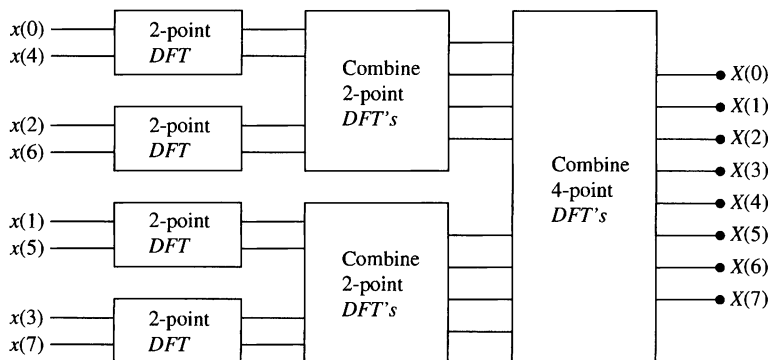 x(0)
x(4)
2-point
DFT
x(2)
x(6)
2-point
DFT
x(1)
x(5)
2-point
DFT
x(3)
x(7)
2-point
DFT
Combine
2-point
DFT's
Combine
2-point
DFT's
Combine
4-point
DFT's
X(0)
X(1)
X(2)
X(3)
X(4)
X(5)
X(6)
X(7)